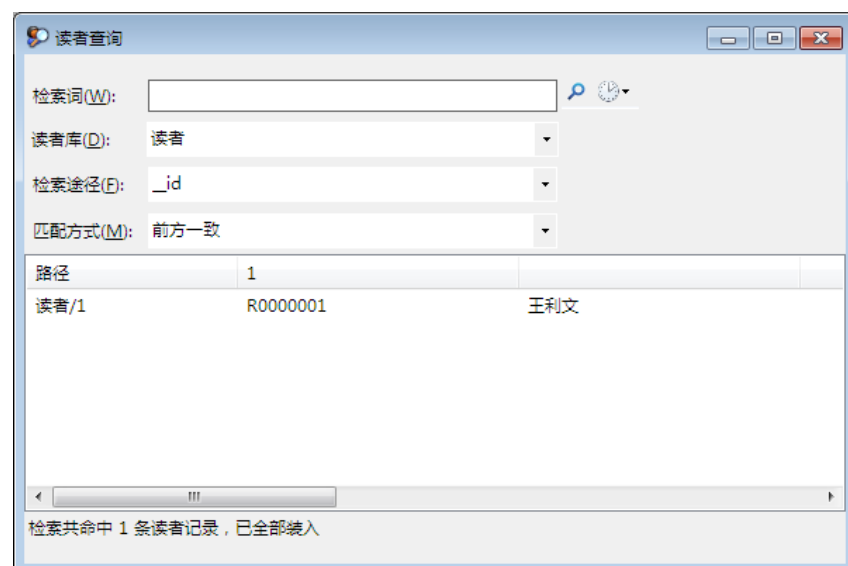 读者查询
检索词(W):
读者库(D): 读者
检索途径(F): __id
匹配方式(M): 前方一致
路径 1
读者/1 R0000001 王利文
检索共命中 1 条读者记录，已全部装入